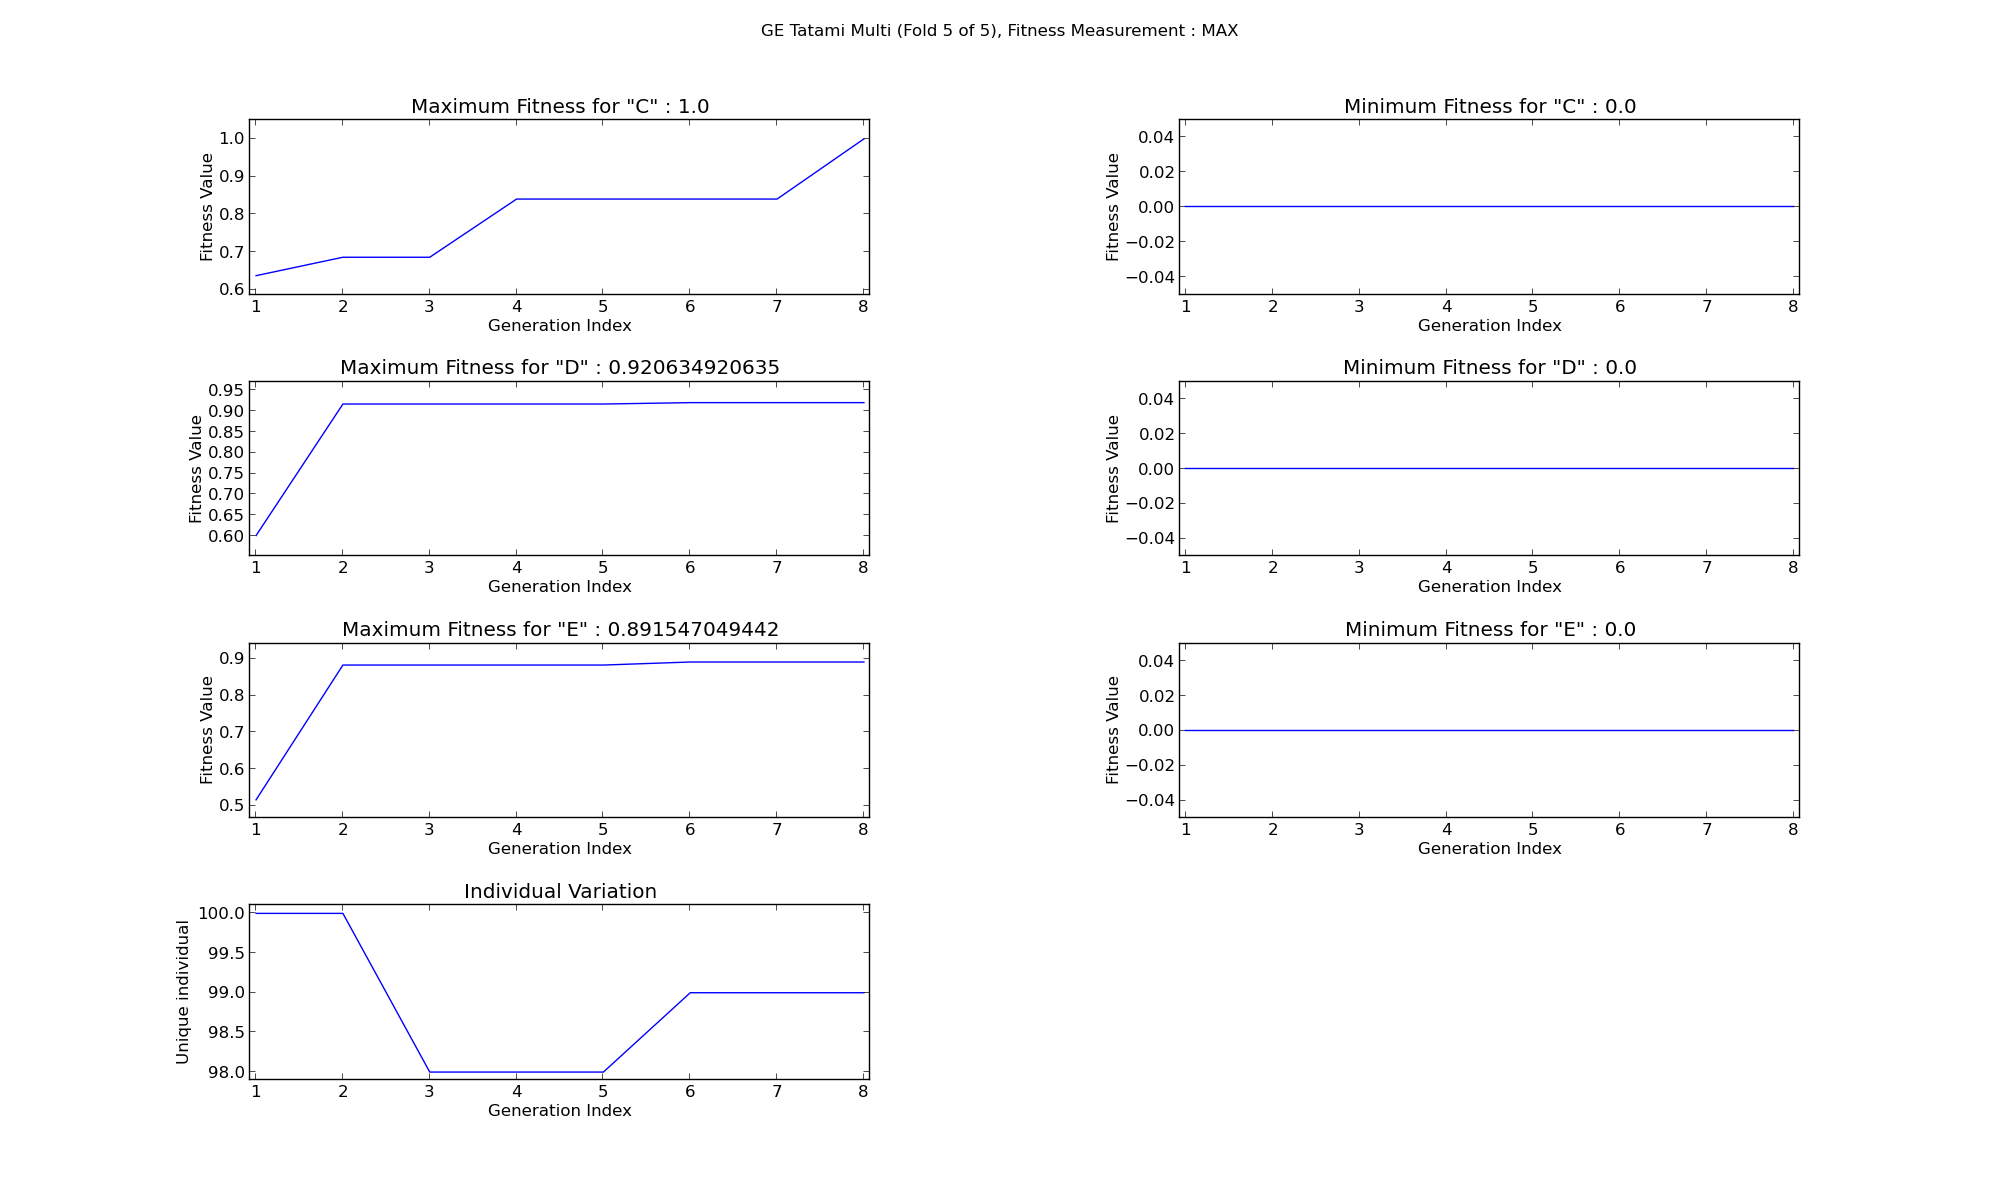 GE Tatami Multi (Fold 5 of 5), Fitness Measurement : MAX
Maximum Fitness for "C" : 1.0
Fitness Value
1.0
0.9
0.8
0.7
0.6
1 2 3 4 5 6 7 8
Generation Index
Minimum Fitness for "C" : 0.0
Fitness Value
0.04
0.02
0.00
−0.02
−0.04
1 2 3 4 5 6 7 8
Generation Index
Maximum Fitness for "D" : 0.920634920635
Fitness Value
0.95
0.90
0.85
0.80
0.75
0.70
0.65
0.60
1 2 3 4 5 6 7 8
Generation Index
Minimum Fitness for "D" : 0.0
Fitness Value
0.04
0.02
0.00
−0.02
−0.04
1 2 3 4 5 6 7 8
Generation Index
Maximum Fitness for "E" : 0.891547049442
Fitness Value
0.9
0.8
0.7
0.6
0.5
1 2 3 4 5 6 7 8
Generation Index
Minimum Fitness for "E" : 0.0
Fitness Value
0.04
0.02
0.00
−0.02
−0.04
1 2 3 4 5 6 7 8
Generation Index
Individual Variation
Unique individual
100.0
99.5
99.0
98.5
98.0
1 2 3 4 5 6 7 8
Generation Index